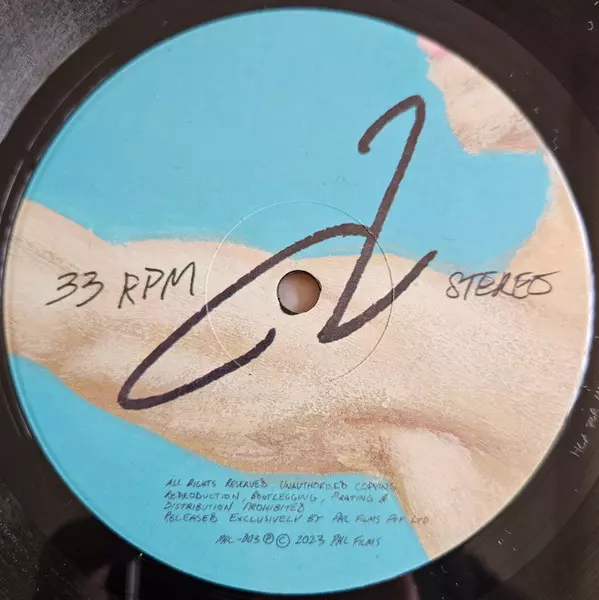 33 RPM
STEREO
ALL RIGHTS RESERVED. UNAUTHORISED COPYING
REPRODUCTION, BOOTLEGGING, PIRATING &
DISTRIBUTION PROHIBITED
RELEASED EXCLUSIVELY BY PAL FILMS PTY LTD
PAL-003 ℗ © 2023 PAL FILMS